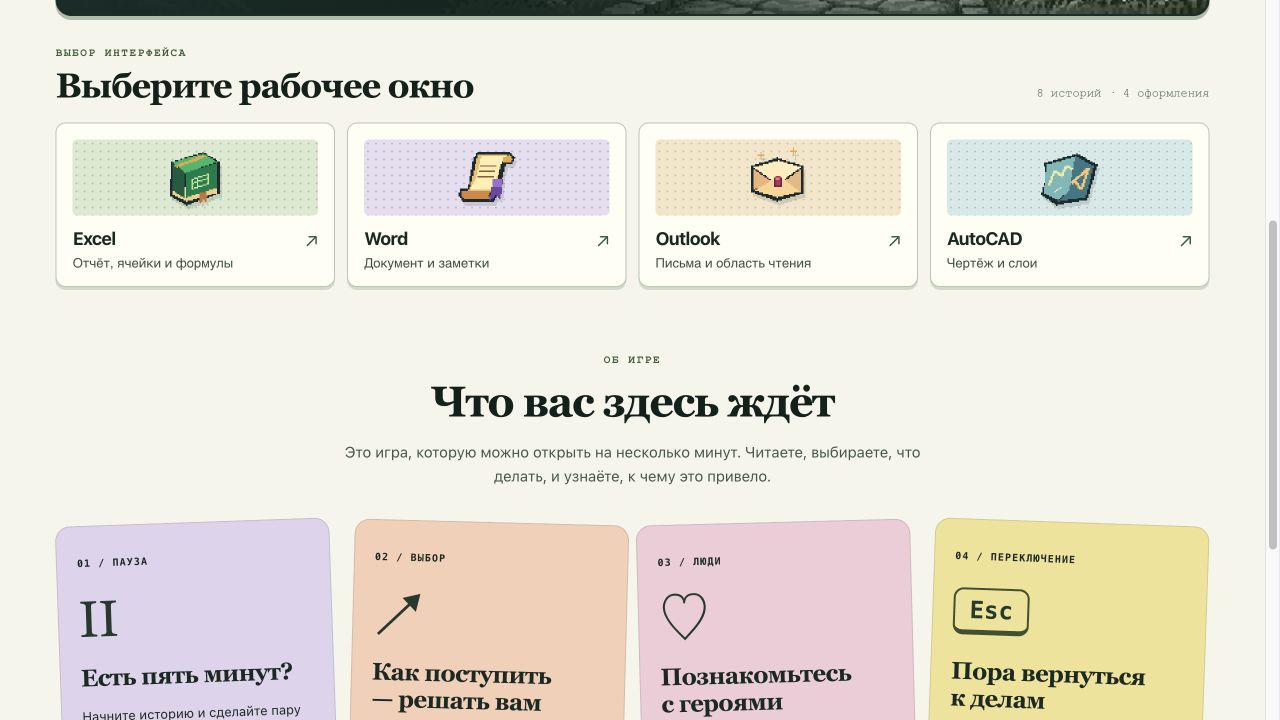 ВЫБОР ИНТЕРФЕЙСА
Выберите рабочее окно
8 историй · 4 оформления
Excel
Отчёт, ячейки и формулы
Word
Документ и заметки
Outlook
Письма и область чтения
AutoCAD
Чертёж и слои
ОБ ИГРЕ
Что вас здесь ждёт
Это игра, которую можно открыть на несколько минут. Читаете, выбираете, что
делать, и узнаёте, к чему это привело.
01 / ПАУЗА
Есть пять минут?
Начните историю и сделайте пару
02 / ВЫБОР
Как поступить
— решать вам
03 / ЛЮДИ
Познакомьтесь
с героями
04 / ПЕРЕКЛЮЧЕНИЕ
Esc
Пора вернуться
к делам